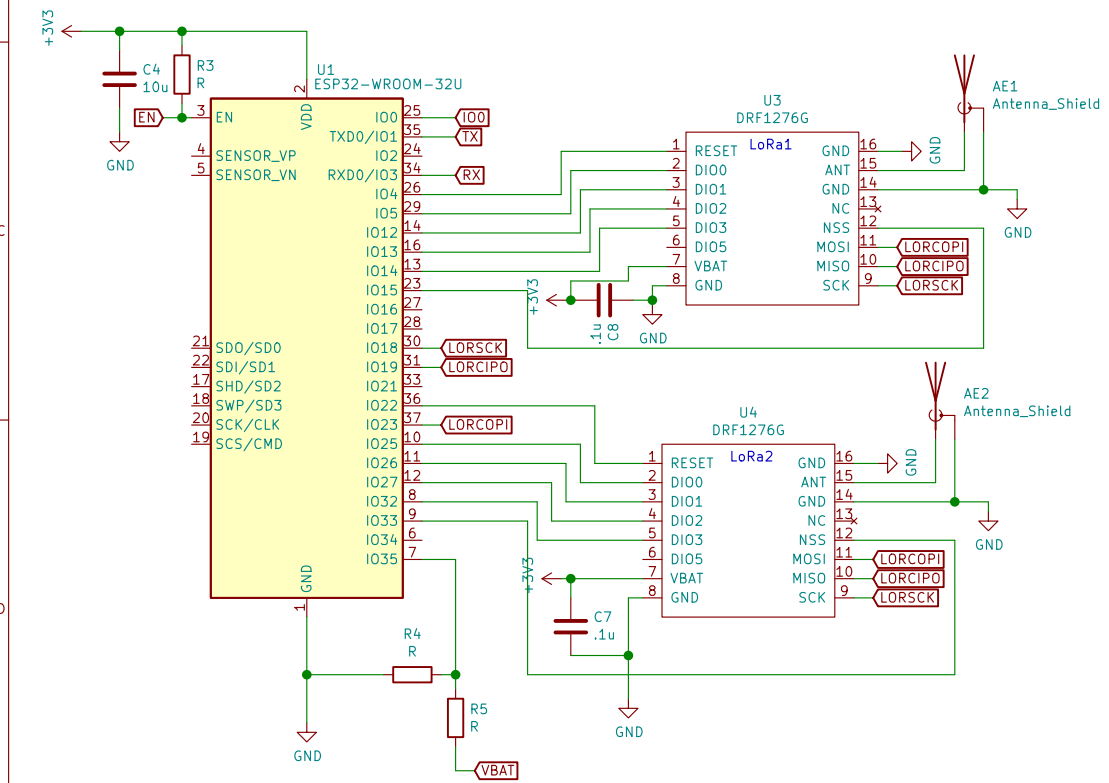 +3V3
C4
10u
R3
R
U1
ESP32-WROOM-32U
EN
GND
2
VDD
3 EN
4 SENSOR_VP
5 SENSOR_VN
21 SDO/SD0
22 SDI/SD1
17 SHD/SD2
18 SWP/SD3
20 SCK/CLK
19 SCS/CMD
IO0 25 IO0
TXD0/IO1 35 TX
IO2 24
RXD0/IO3 34 RX
IO4 26
IO5 29
IO12 14
IO13 16
IO14 13
IO15 23
IO16 27
IO17 28
IO18 30 LORSCK
IO19 31 LORCIPO
IO21 33
IO22 36
IO23 37 LORCOPI
IO25 10
IO26 11
IO27 12
IO32 8
IO33 9
IO34 6
IO35 7
GND
1
GND
R4
R
R5
R
VBAT
U3
DRF1276G
LoRa1
1 RESET
2 DIO0
3 DIO1
4 DIO2
5 DIO3
6 DIO5
7 VBAT
8 GND
GND 16 GND
ANT 15
GND 14
NC 13
NSS 12
MOSI 11 LORCOPI
MISO 10 LORCIPO
SCK 9 LORSCK
AE1
Antenna_Shield
GND
+3V3
.1u
C8
GND
U4
DRF1276G
LoRa2
1 RESET
2 DIO0
3 DIO1
4 DIO2
5 DIO3
6 DIO5
7 VBAT
8 GND
GND 16 GND
ANT 15
GND 14
NC 13
NSS 12
MOSI 11 LORCOPI
MISO 10 LORCIPO
SCK 9 LORSCK
AE2
Antenna_Shield
GND
+3V3
C7
.1u
GND